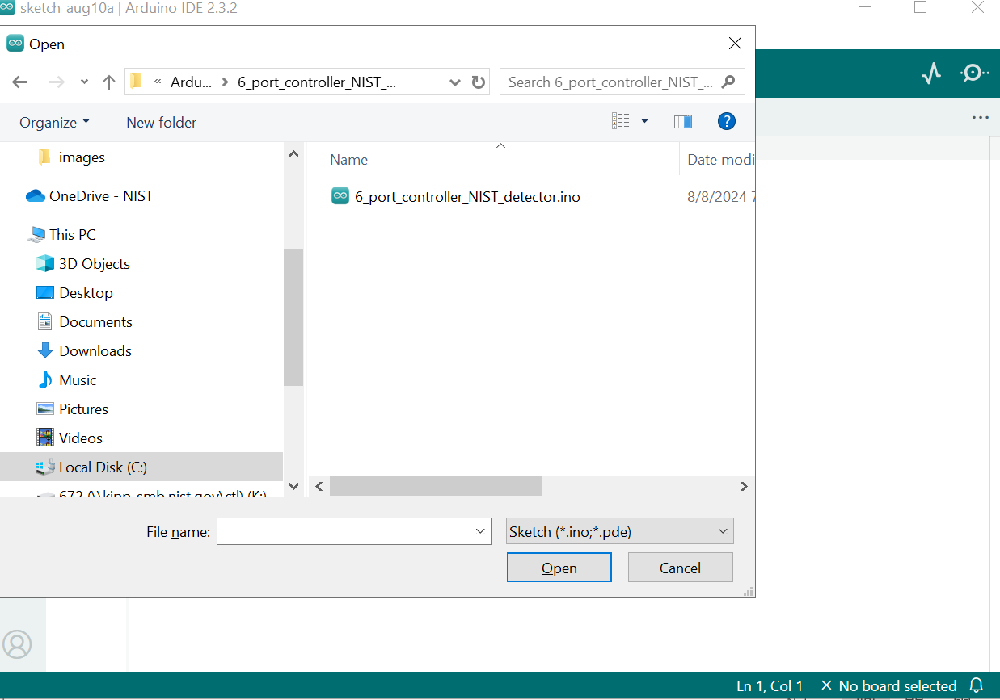 sketch_aug10a | Arduino IDE 2.3.2
Open
« Ardu... > 6_port_controller_NIST_...
Search 6_port_controller_NIST_...
Organize
New folder
?
images
OneDrive - NIST
This PC
3D Objects
Desktop
Documents
Downloads
Music
Pictures
Videos
Local Disk (C:)
Name
Date modi
6_port_controller_NIST_detector.ino
8/8/2024
File name:
Sketch (*.ino;*.pde)
Open
Cancel
Ln 1, Col 1
No board selected